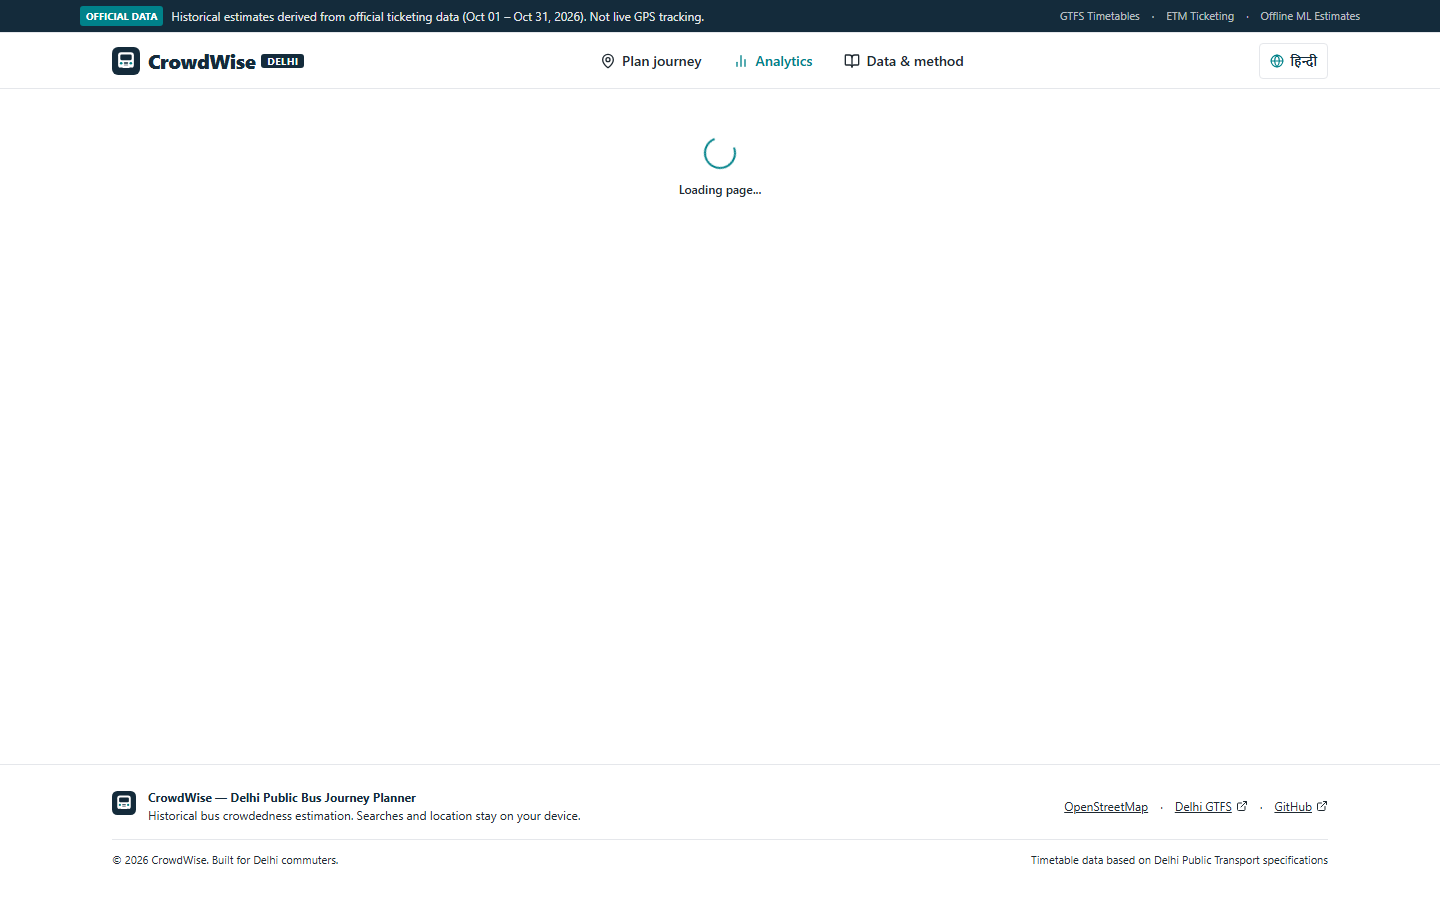 OFFICIAL DATA Historical estimates derived from official ticketing data (Oct 01 – Oct 31, 2026). Not live GPS tracking. GTFS Timetables · ETM Ticketing · Offline ML Estimates
CrowdWise DELHI Plan journey Analytics Data & method हिन्दी
Loading page...
CrowdWise — Delhi Public Bus Journey Planner
Historical bus crowdedness estimation. Searches and location stay on your device.
OpenStreetMap · Delhi GTFS · GitHub
© 2026 CrowdWise. Built for Delhi commuters. Timetable data based on Delhi Public Transport specifications